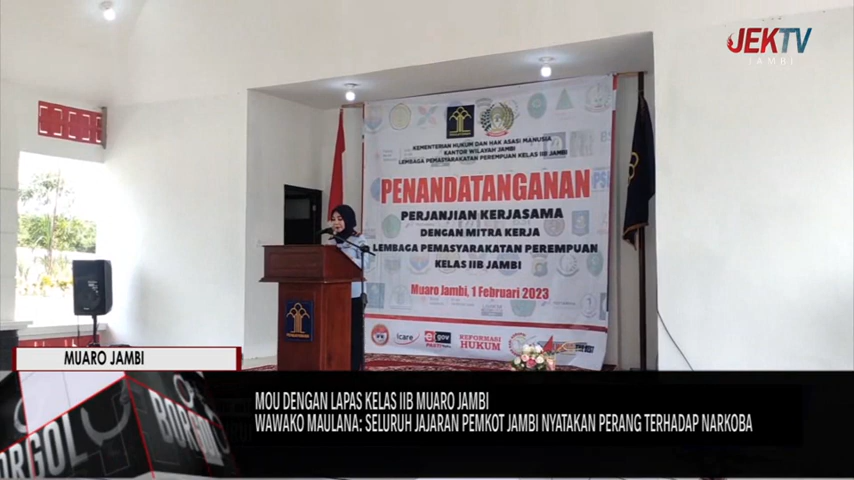 JEKTV
JAMBI
KEMENTERIAN HUKUM DAN HAK ASASI MANUSIA
KANTOR WILAYAH JAMBI
LEMBAGA PEMASYARAKATAN PEREMPUAN KELAS IIB JAMBI
PENANDATANGANAN
PERJANJIAN KERJASAMA
DENGAN MITRA KERJA
LEMBAGA PEMASYARAKATAN PEREMPUAN
KELAS IIB JAMBI
Muaro Jambi, 1 Februari 2023
icare
e gov
REFORMASI
HUKUM
MUARO JAMBI
BORGOL
MOU DENGAN LAPAS KELAS IIB MUARO JAMBI
WAWAKO MAULANA: SELURUH JAJARAN PEMKOT JAMBI NYATAKAN PERANG TERHADAP NARKOBA